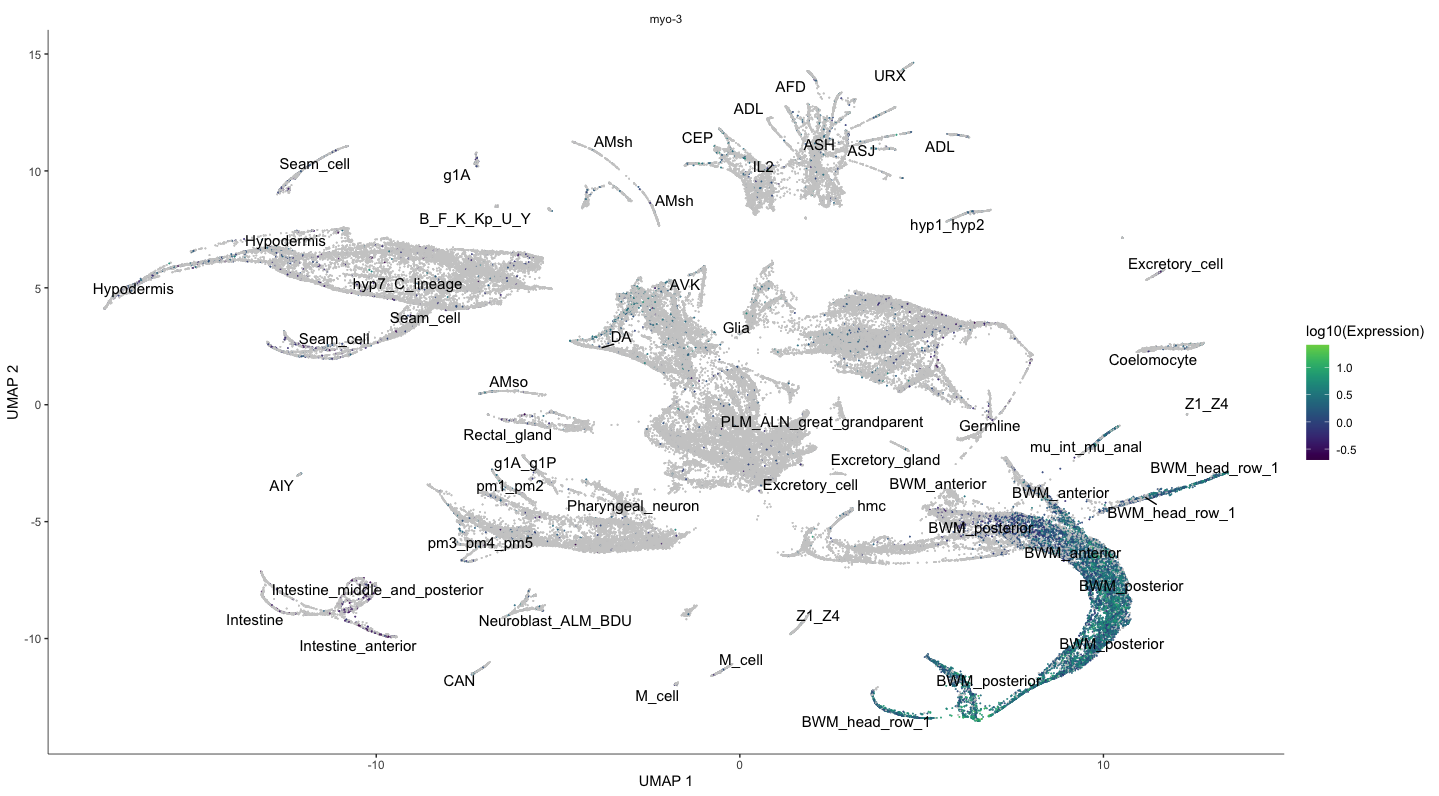 myo-3
15
URX
AFD
ADL
CEP
AMsh
ASH
ASJ
ADL
Seam_cell
10
IL2
g1A
AMsh
B_F_K_Kp_U_Y
hyp1_hyp2
Hypodermis
Excretory_cell
hyp7_C_lineage
AVK
Hypodermis
5
Seam_cell
Glia
log10(Expression)
Seam_cell
DA
Coelomocyte
1.0
AMso
0.5
UMAP 2
0
Z1_Z4
0.0
PLM_ALN_great_grandparent
Germline
Rectal_gland
mu_int_mu_anal
-0.5
g1A_g1P
Excretory_gland
BWM_head_row_1
AIY
pm1_pm2
Excretory_cell
BWM_anterior
BWM_anterior
Pharyngeal_neuron
hmc
BWM_head_row_1
-5
BWM_posterior
pm3_pm4_pm5
BWM_anterior
Intestine_middle_and_posterior
BWM_posterior
Intestine
Neuroblast_ALM_BDU
Z1_Z4
-10
Intestine_anterior
BWM_posterior
M_cell
CAN
BWM_posterior
M_cell
BWM_head_row_1
-10
0
10
UMAP 1